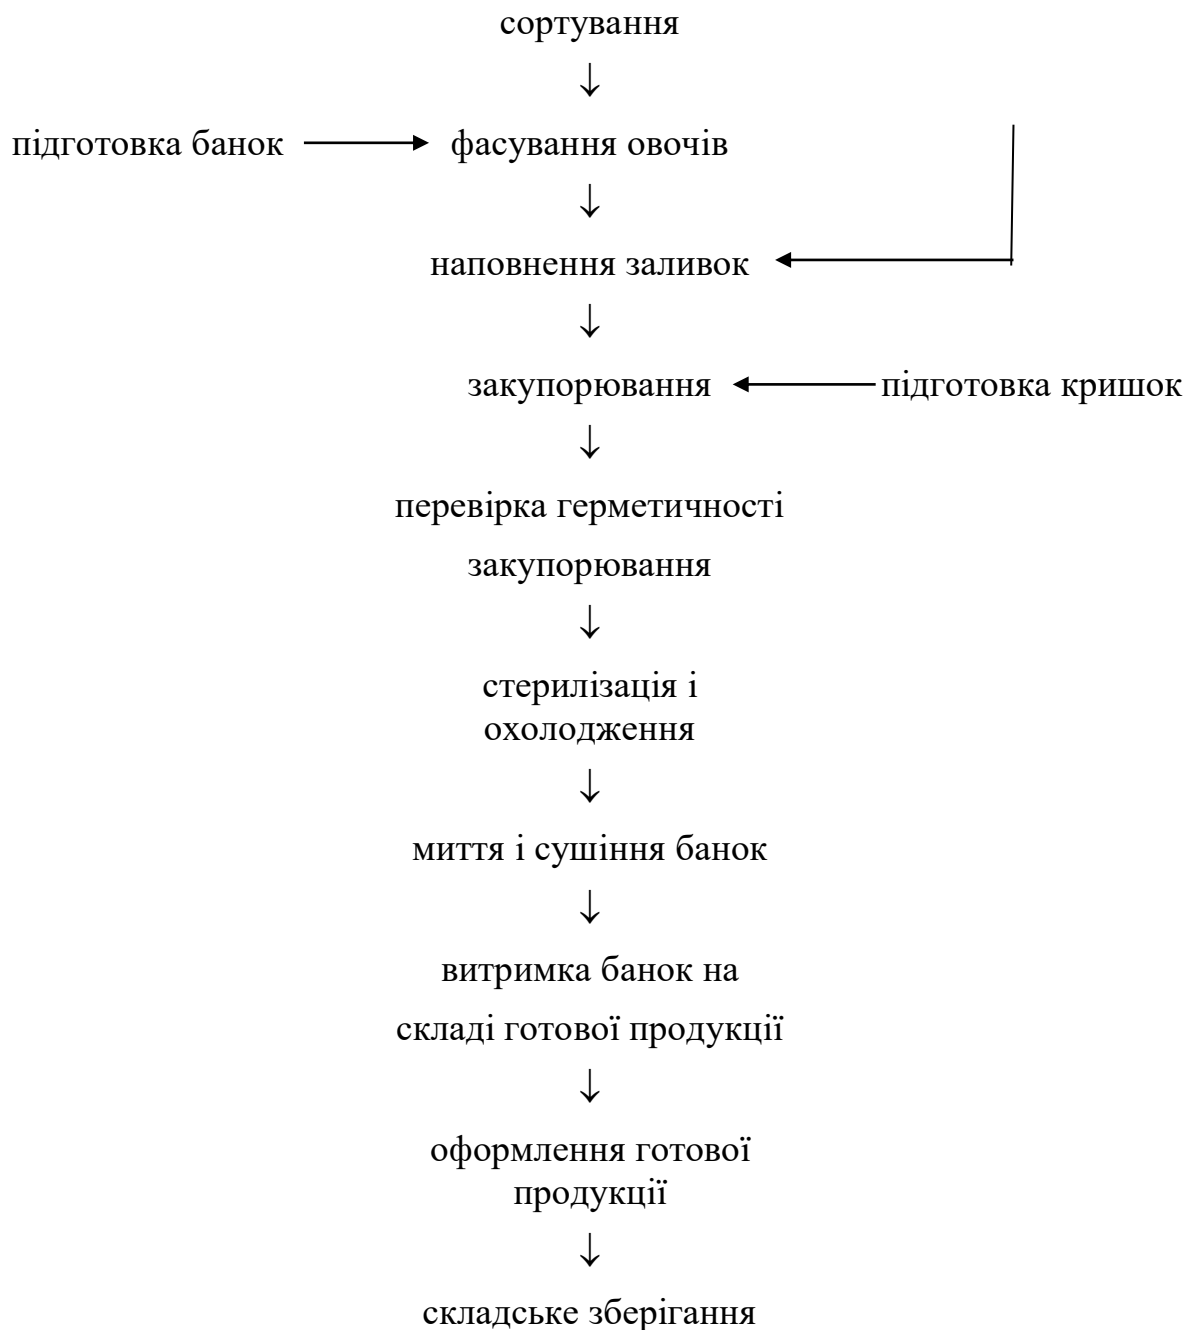 сортування
↓
підготовка банок → фасування овочів
↓
наповнення заливок ←
↓
закупорювання ← підготовка кришок
↓
перевірка герметичності
закупорювання
↓
стерилізація і
охолодження
↓
миття і сушіння банок
↓
витримка банок на
складі готової продукції
↓
оформлення готової
продукції
↓
складське зберігання